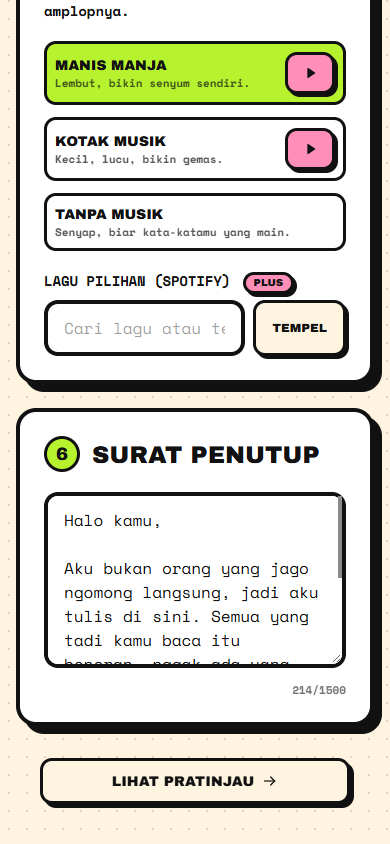 amplopnya.
MANIS MANJA
Lembut, bikin senyum sendiri.
KOTAK MUSIK
Kecil, lucu, bikin gemas.
TANPA MUSIK
Senyap, biar kata-katamu yang main.
LAGU PILIHAN (SPOTIFY) PLUS
Cari lagu atau te
TEMPEL
6 SURAT PENUTUP
Halo kamu,
Aku bukan orang yang jago
ngomong langsung, jadi aku
tulis di sini. Semua yang
tadi kamu baca itu
214/1500
LIHAT PRATINJAU →